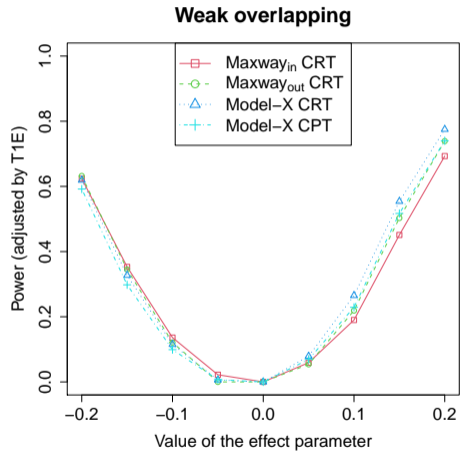 Weak overlapping
Maxway_in CRT
Maxway_out CRT
Model−X CRT
Model−X CPT
Power (adjusted by T1E)
1.0
0.8
0.6
0.4
0.2
0.0
−0.2 −0.1 0.0 0.1 0.2
Value of the effect parameter